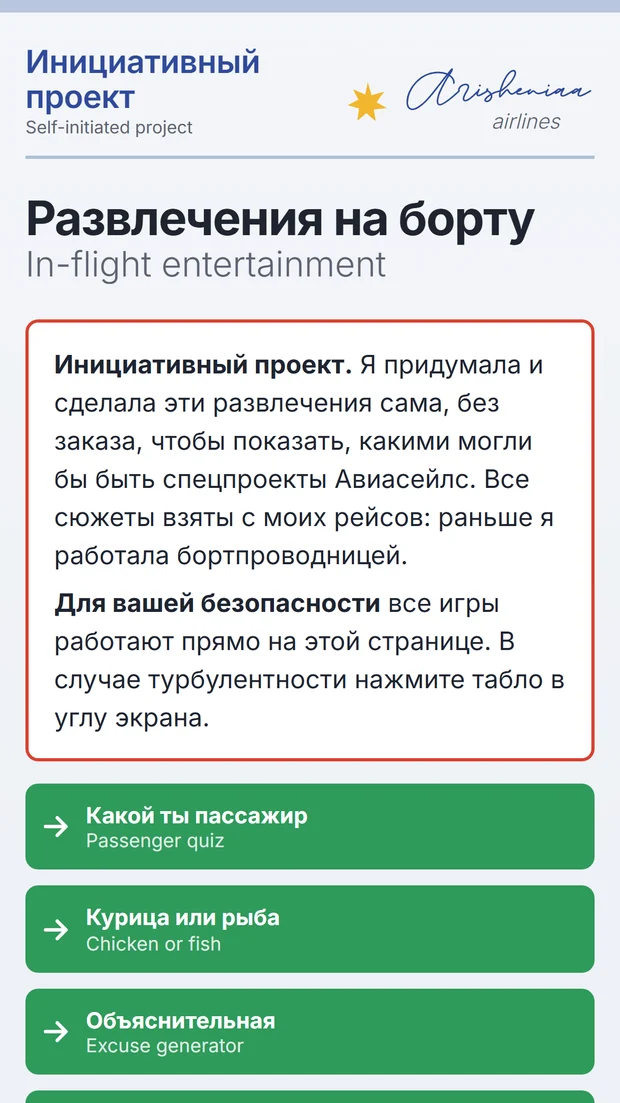 Инициативный
проект
Self-initiated project
Arisheniaa
airlines
Развлечения на борту
In-flight entertainment
Инициативный проект. Я придумала и
сделала эти развлечения сама, без
заказа, чтобы показать, какими могли
бы быть спецпроекты Авиасейлс. Все
сюжеты взяты с моих рейсов: раньше я
работала бортпроводницей.
Для вашей безопасности все игры
работают прямо на этой странице. В
случае турбулентности нажмите табло в
углу экрана.
Какой ты пассажир
Passenger quiz
Курица или рыба
Chicken or fish
Объяснительная
Excuse generator